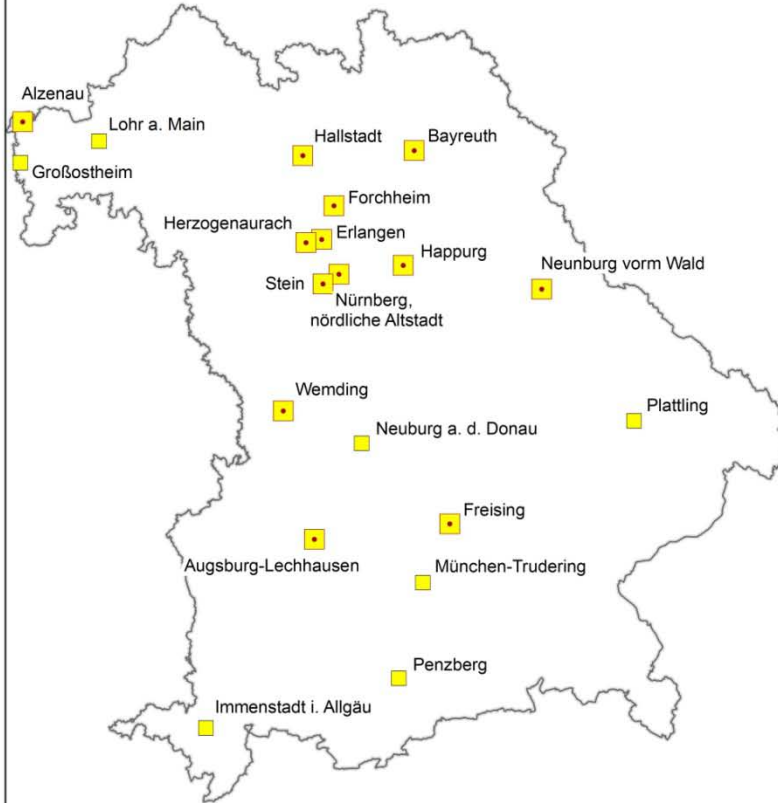 Alzenau
Lohr a. Main
Großostheim
Hallstadt
Bayreuth
Forchheim
Herzogenaurach
Erlangen
Happurg
Neunburg vorm Wald
Stein
Nürnberg,
nördliche Altstadt
Wemding
Plattling
Neuburg a. d. Donau
Freising
Augsburg-Lechhausen
München-Trudering
Penzberg
Immenstadt i. Allgäu